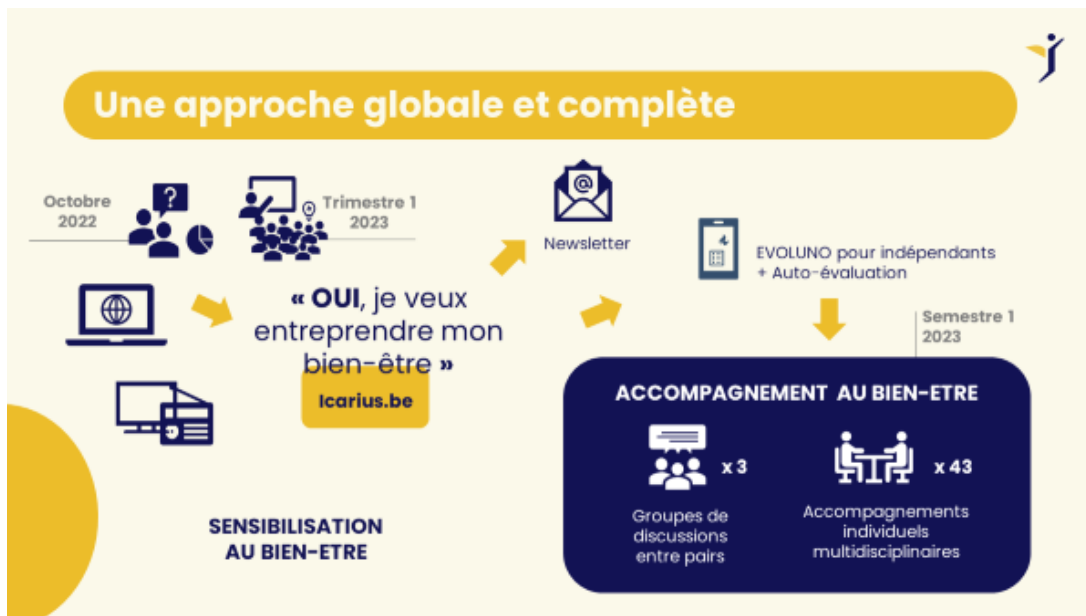 Une approche globale et complète
Octobre
2022
?
Trimestre 1
2023
@
Newsletter
EVOLUNO pour indépendants
+ Auto-évaluation
« OUI, je veux
entreprendre mon
bien-être »
Icarius.be
Semestre 1
2023
ACCOMPAGNEMENT AU BIEN-ETRE
x 3
x 43
Groupes de
discussions
entre pairs
Accompagnements
individuels
multidisciplinaires
SENSIBILISATION
AU BIEN-ETRE